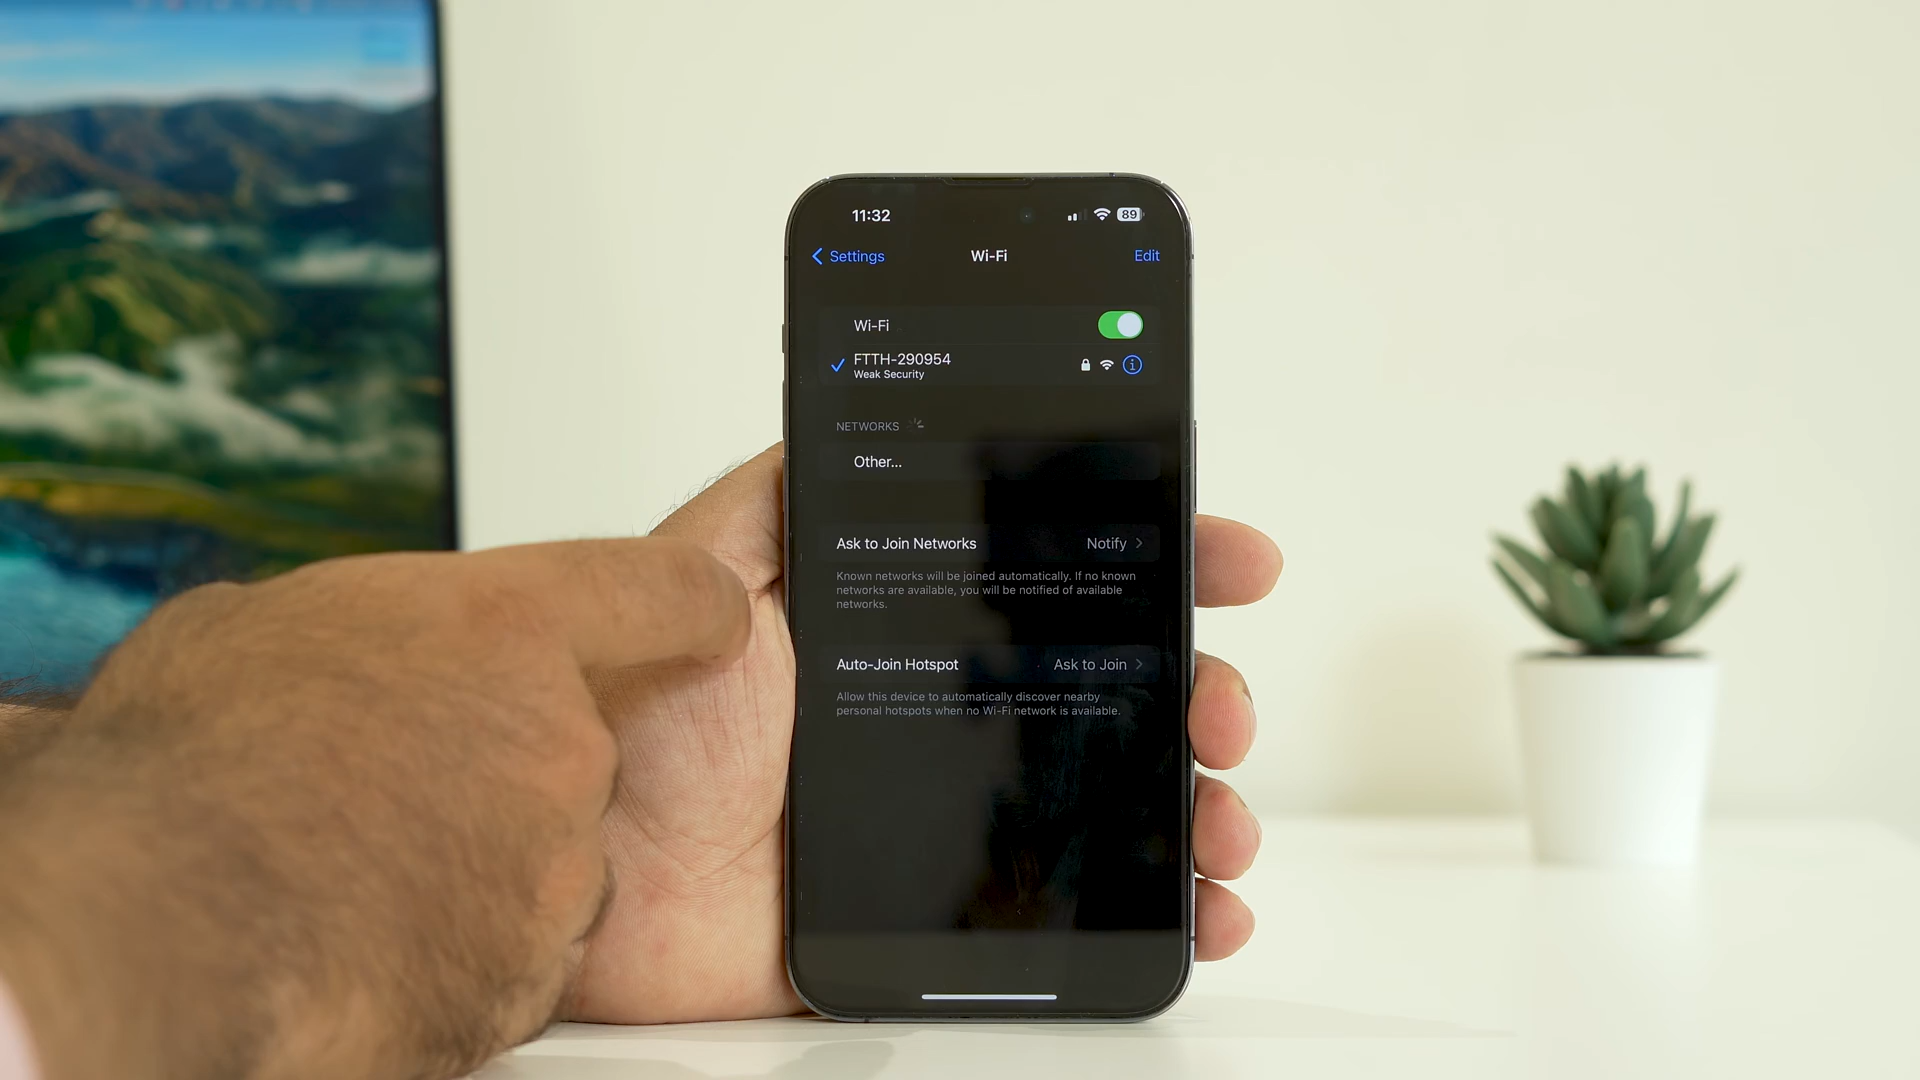 11:32
89
Settings
Wi-Fi
Edit
Wi-Fi
FTTH-290954
Weak Security
NETWORKS
Other...
Ask to Join Networks
Notify
Known networks will be joined automatically. If no known
networks are available, you will be notified of available
networks.
Auto-Join Hotspot
Ask to Join
Allow this device to automatically discover nearby
personal hotspots when no Wi-Fi network is available.